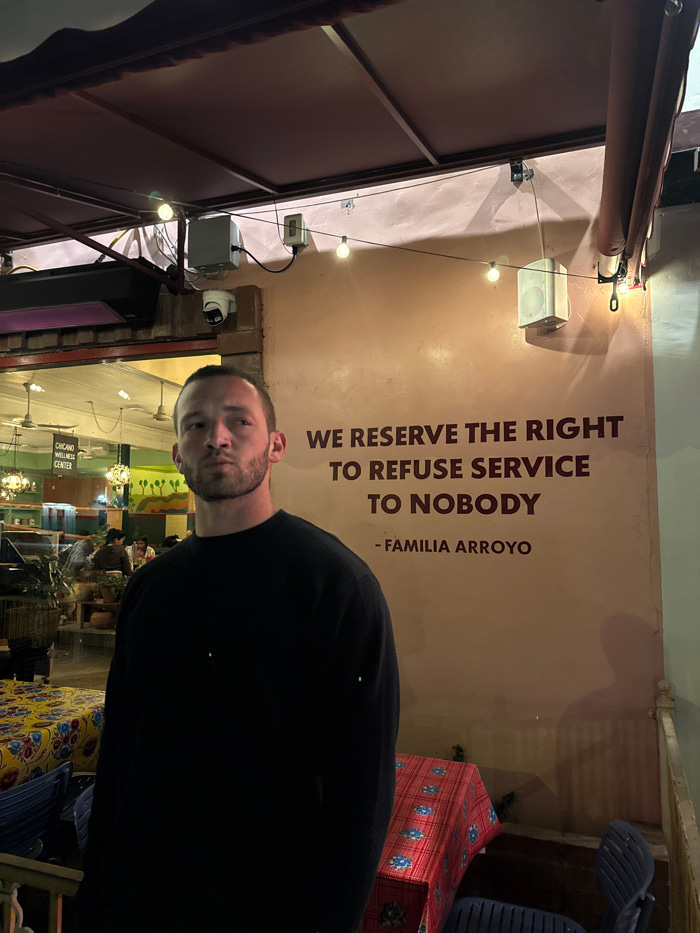 CHICANO
WELLNESS
CENTER
WE RESERVE THE RIGHT
TO REFUSE SERVICE
TO NOBODY
- FAMILIA ARROYO